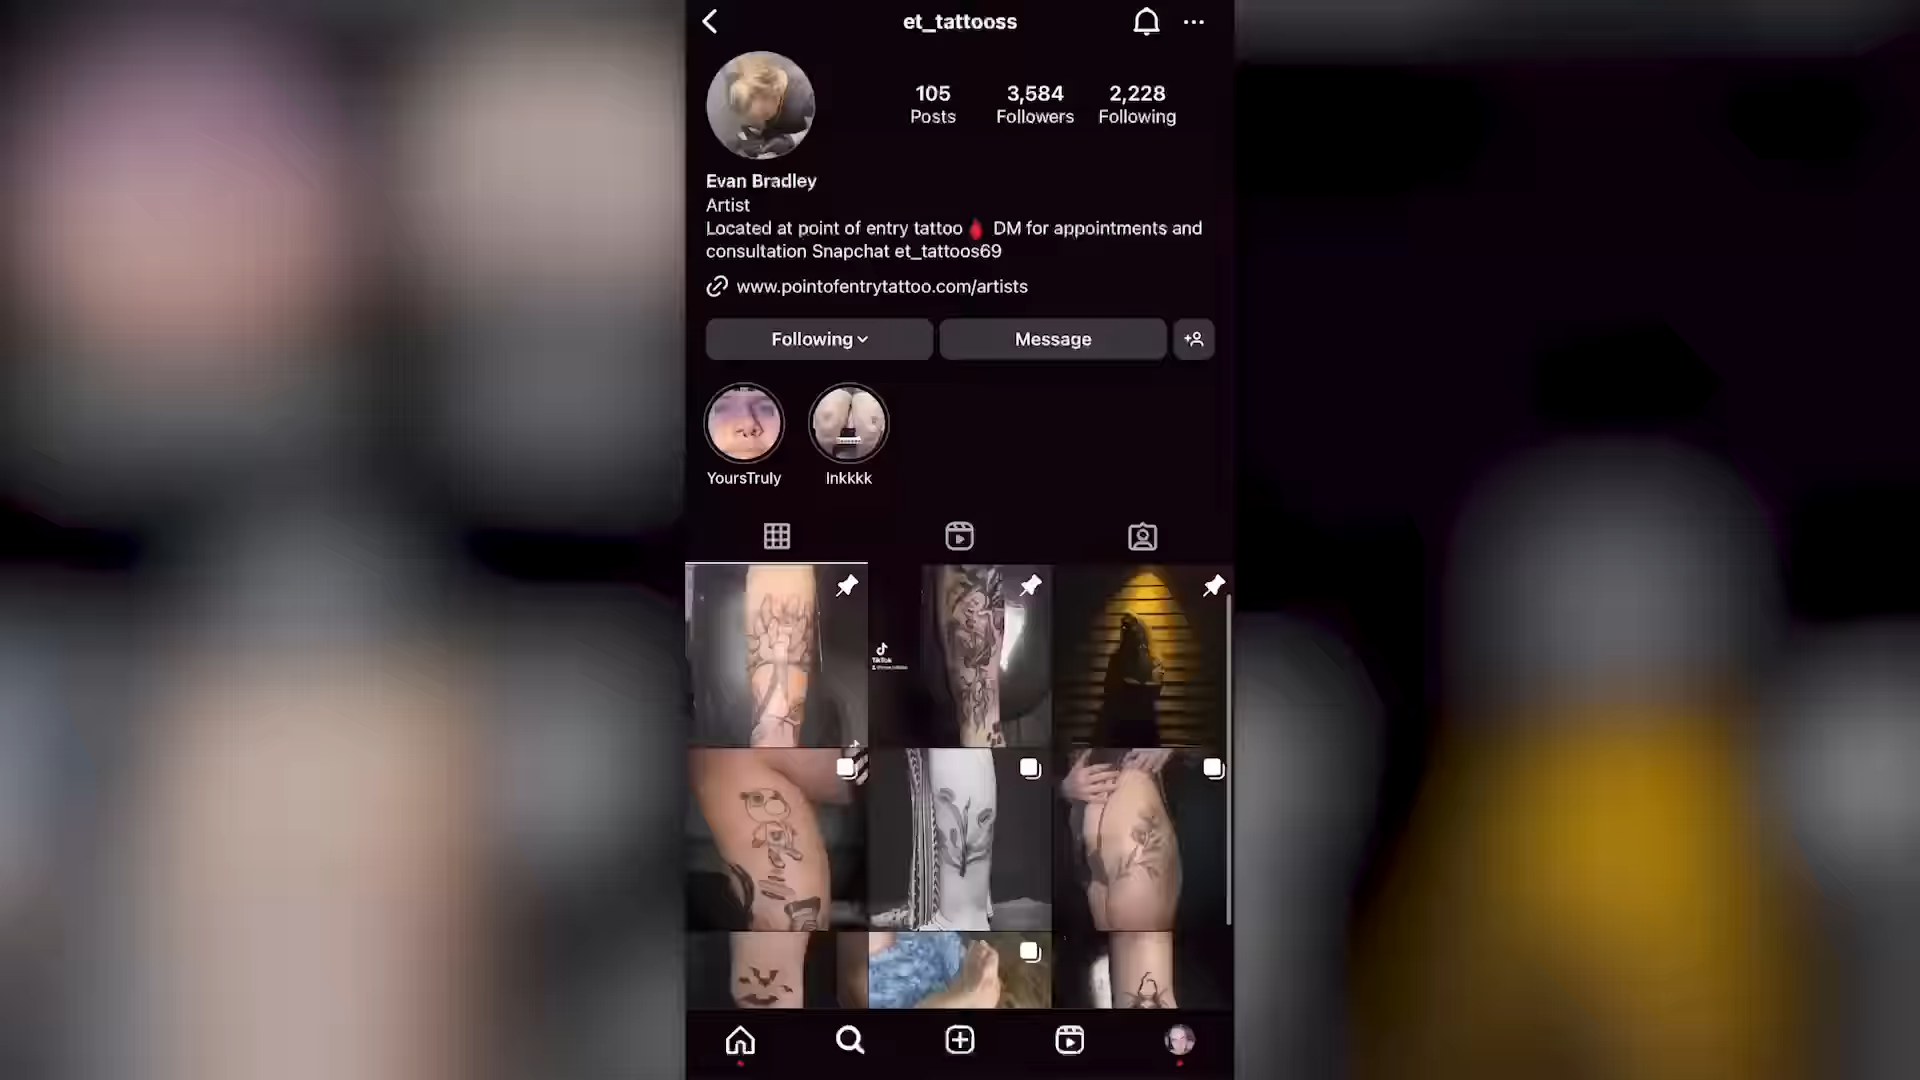 et_tattooss
105
Posts
3,584
Followers
2,228
Following
Evan Bradley
Artist
Located at point of entry tattoo🩸 DM for appointments and
consultation Snapchat et_tattoos69
www.pointofentrytattoo.com/artists
Following
Message
YoursTruly
Inkkkk
TikTok